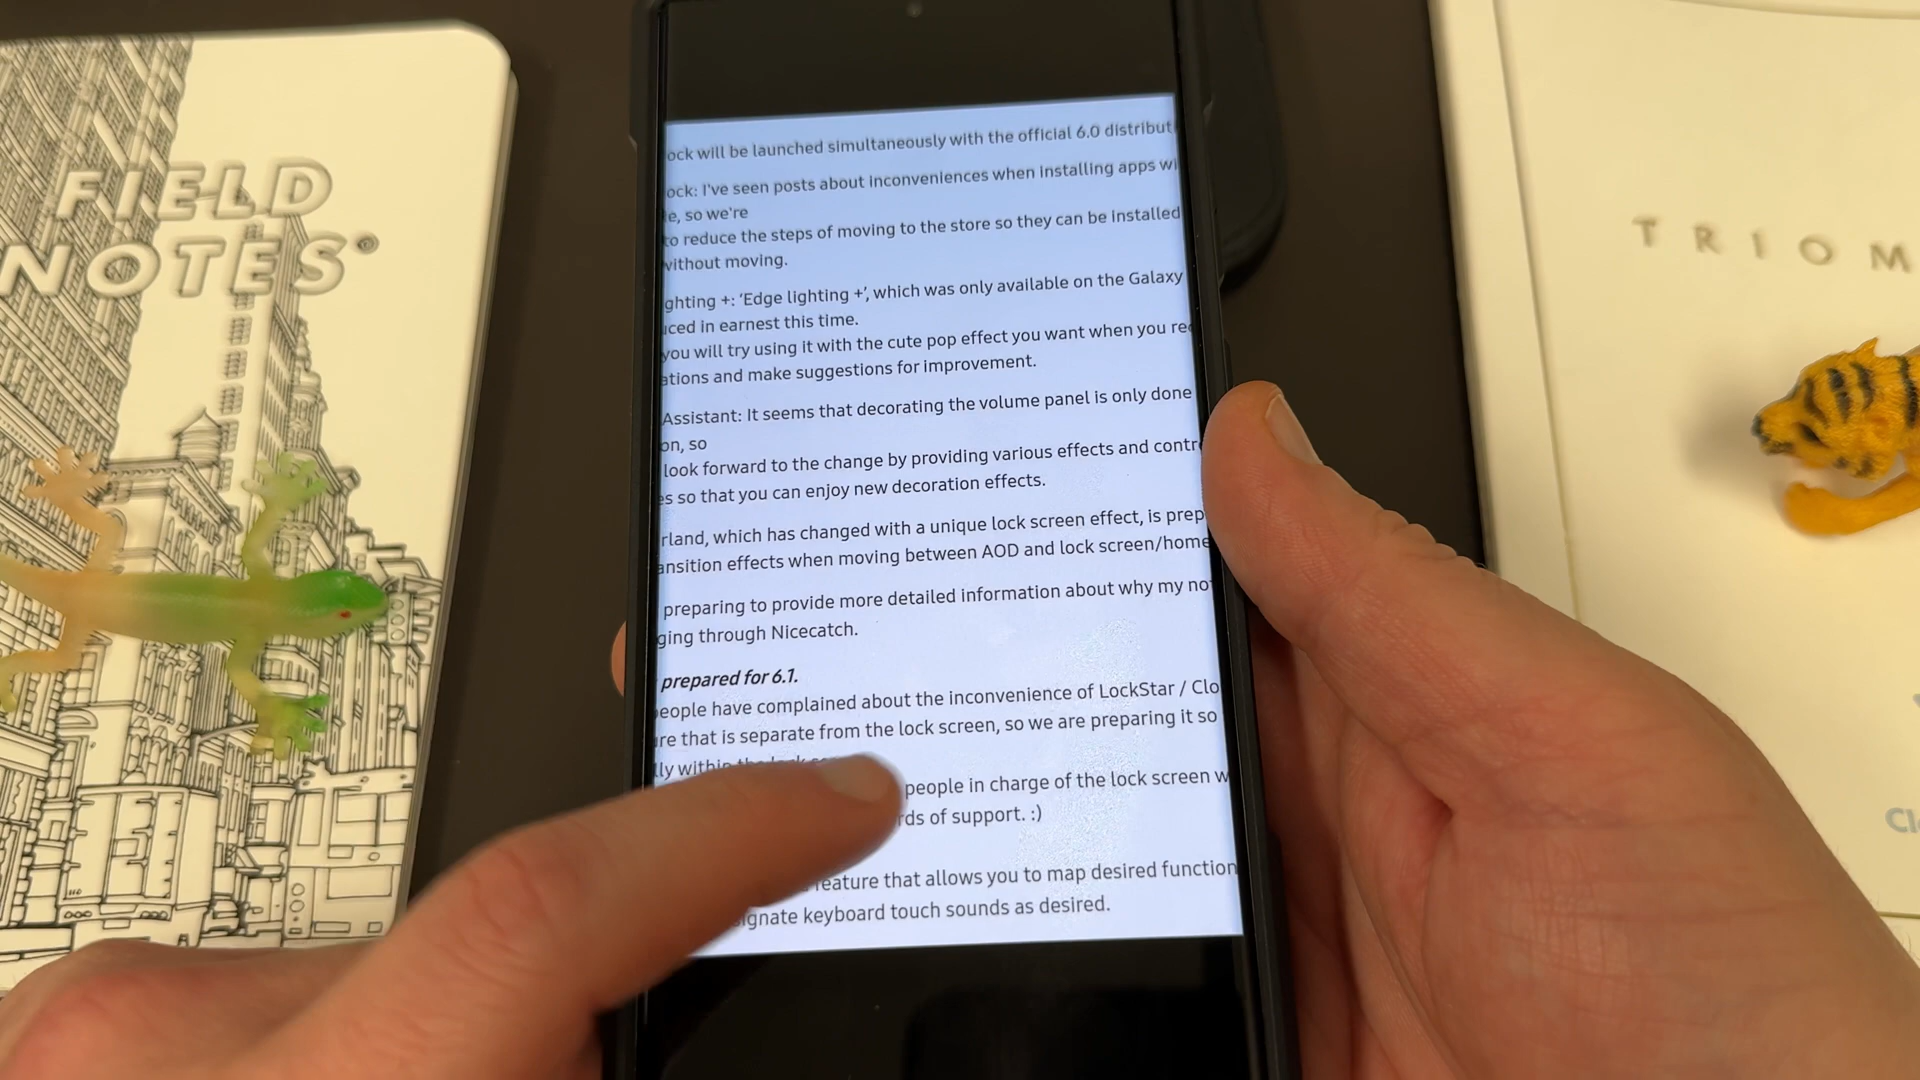 FIELD
NOTES
ock will be launched simultaneously with the official 6.0 distribut
ock: I've seen posts about inconveniences when installing apps wi
e, so we're
to reduce the steps of moving to the store so they can be installed
without moving.
ghting +: 'Edge lighting +', which was only available on the Galaxy
ced in earnest this time.
you will try using it with the cute pop effect you want when you re
ations and make suggestions for improvement.
Assistant: It seems that decorating the volume panel is only done
on, so
look forward to the change by providing various effects and contr
es so that you can enjoy new decoration effects.
rland, which has changed with a unique lock screen effect, is prep
ansition effects when moving between AOD and lock screen/home
preparing to provide more detailed information about why my no
ging through Nicecatch.
prepared for 6.1.
people have complained about the inconvenience of LockStar / Clo
re that is separate from the lock screen, so we are preparing it so
lly within the lock
people in charge of the lock screen w
rds of support. :)
feature that allows you to map desired function
ignate keyboard touch sounds as desired.
TRIOM
Cl